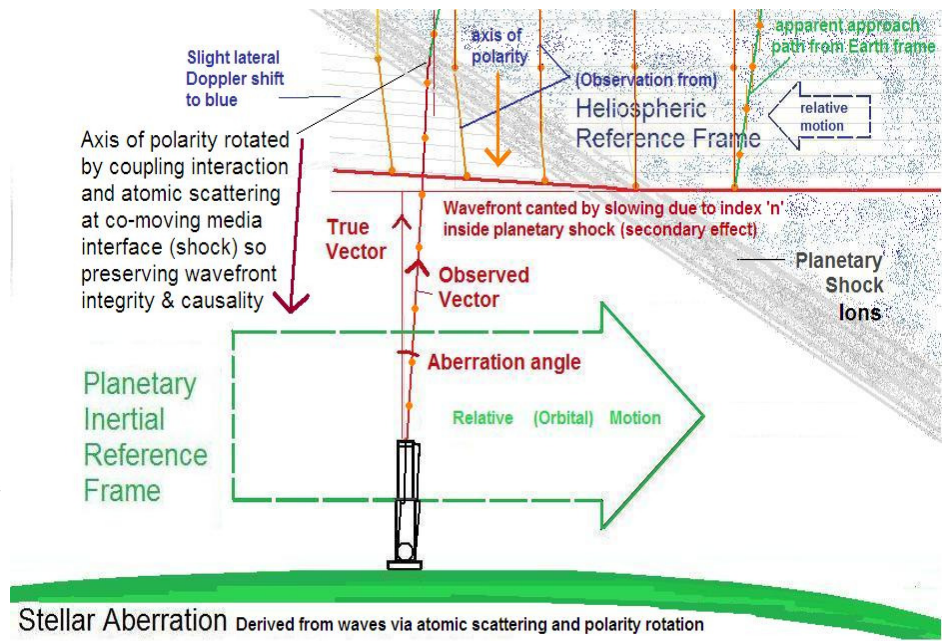 Slight lateral
Doppler shift
to blue
axis of
polarity
apparent approach
path from Earth frame
(Observation from)
Heliospheric
Reference Frame
relative
motion
Axis of polarity rotated
by coupling interaction
and atomic scattering
at co-moving media
interface (shock) so
preserving wavefront
integrity & causality
True
Vector
Wavefront canted by slowing due to index 'n'
inside planetary shock (secondary effect)
Observed
Vector
Planetary
Shock
Ions
Aberration angle
Planetary
Inertial
Reference
Frame
Relative (Orbital) Motion
Stellar Aberration Derived from waves via atomic scattering and polarity rotation